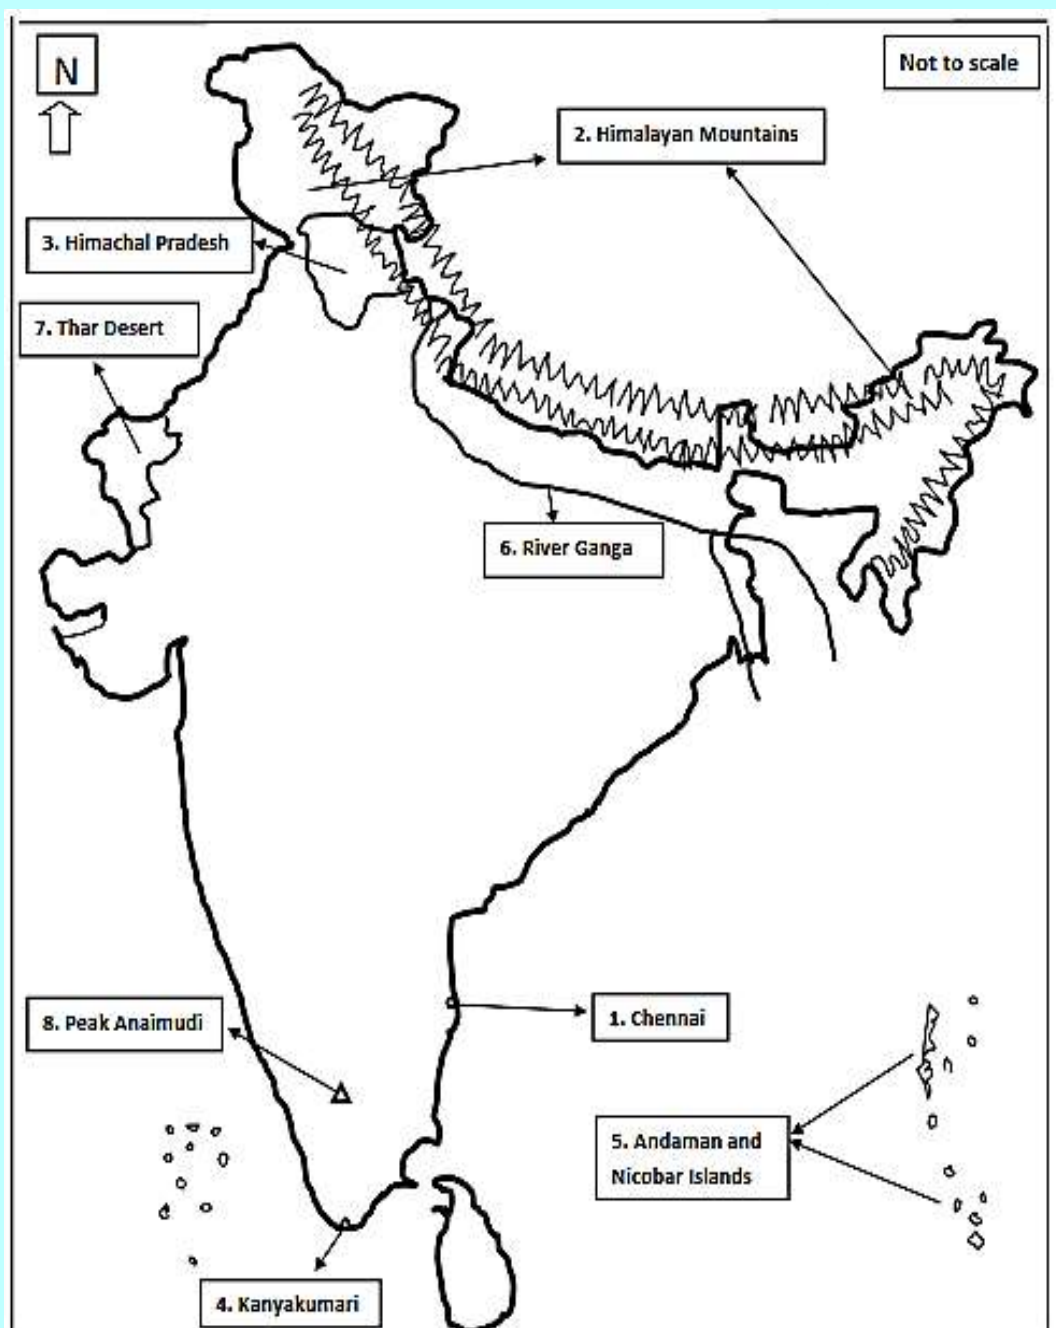 N
Not to scale
2. Himalayan Mountains
3. Himachal Pradesh
7. Thar Desert
6. River Ganga
8. Peak Anaimudi
1. Chennai
5. Andaman and
Nicobar Islands
4. Kanyakumari